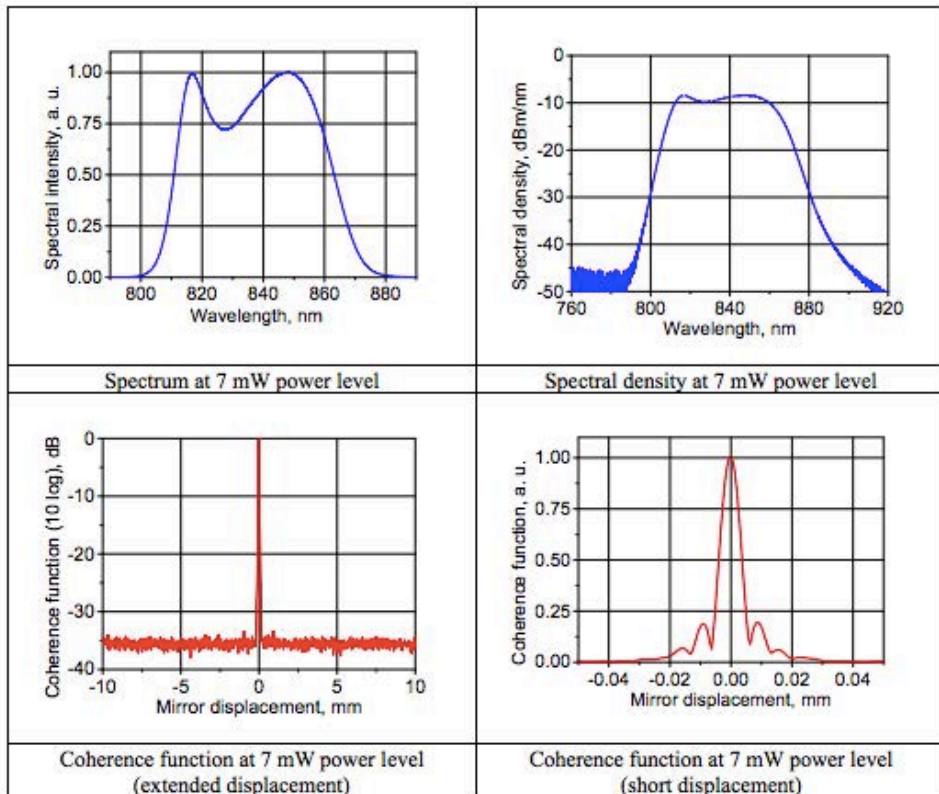 Spectral intensity, a. u.
1.00
0.75
0.50
0.25
0.00
800 820 840 860 880
Wavelength, nm
Spectrum at 7 mW power level
Spectral density, dBm/nm
0
-10
-20
-30
-40
-50
760 800 840 880 920
Wavelength, nm
Spectral density at 7 mW power level
Coherence function (10 log), dB
0
-10
-20
-30
-40
-10 -5 0 5 10
Mirror displacement, mm
Coherence function at 7 mW power level
(extended displacement)
Coherence function, a. u.
1.00
0.75
0.50
0.25
0.00
-0.04 -0.02 0.00 0.02 0.04
Mirror displacement, mm
Coherence function at 7 mW power level
(short displacement)